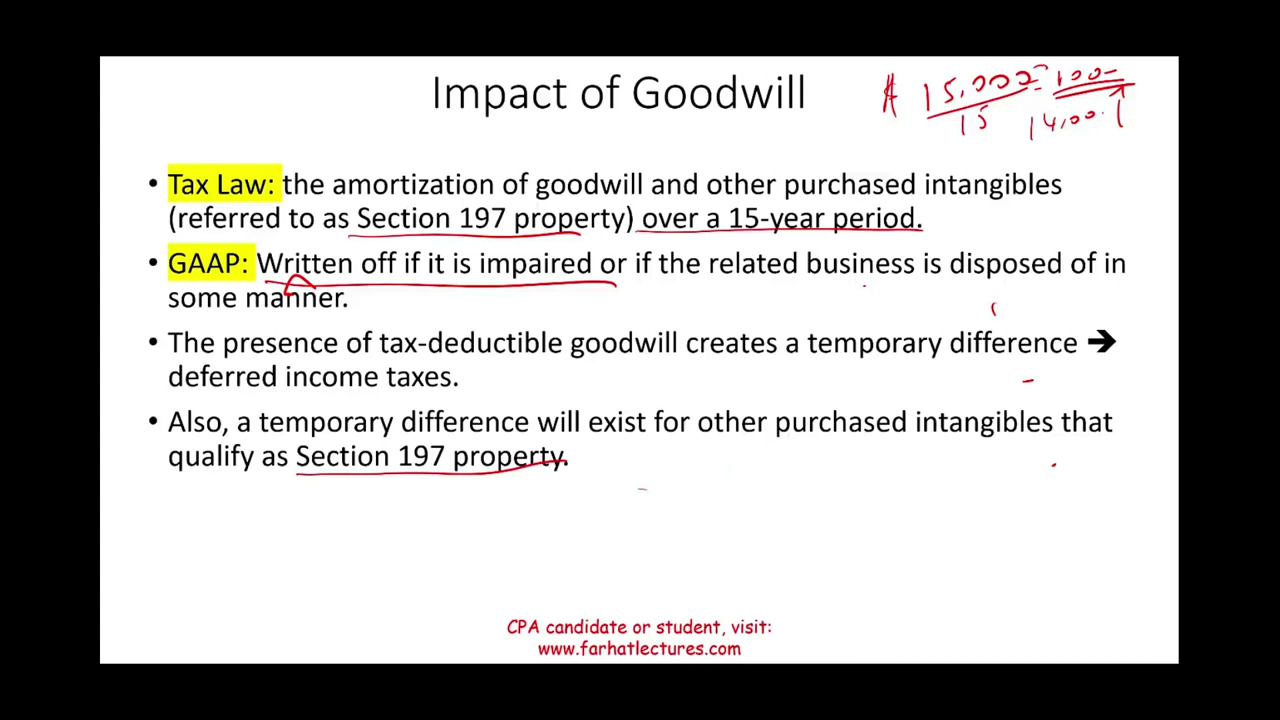 Impact of Goodwill
15,000 = 1000
15
14,00
• Tax Law: the amortization of goodwill and other purchased intangibles
(referred to as Section 197 property) over a 15-year period.
• GAAP: Written off if it is impaired or if the related business is disposed of in
some manner.
• The presence of tax-deductible goodwill creates a temporary difference ➔
deferred income taxes.
• Also, a temporary difference will exist for other purchased intangibles that
qualify as Section 197 property.
CPA candidate or student, visit:
www.farhatlectures.com